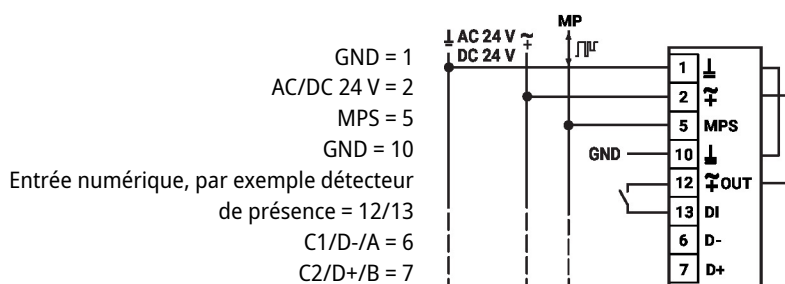 GND = 1
AC/DC 24 V = 2
MPS = 5
GND = 10
Entrée numérique, par exemple détecteur
de présence = 12/13
C1/D-/A = 6
C2/D+/B = 7
MP
⊥ AC 24 V ~
DC 24 V +
1 ⊥
2 ~+
5 MPS
GND 10 ⊥
12 ~+ OUT
13 DI
6 D-
7 D+